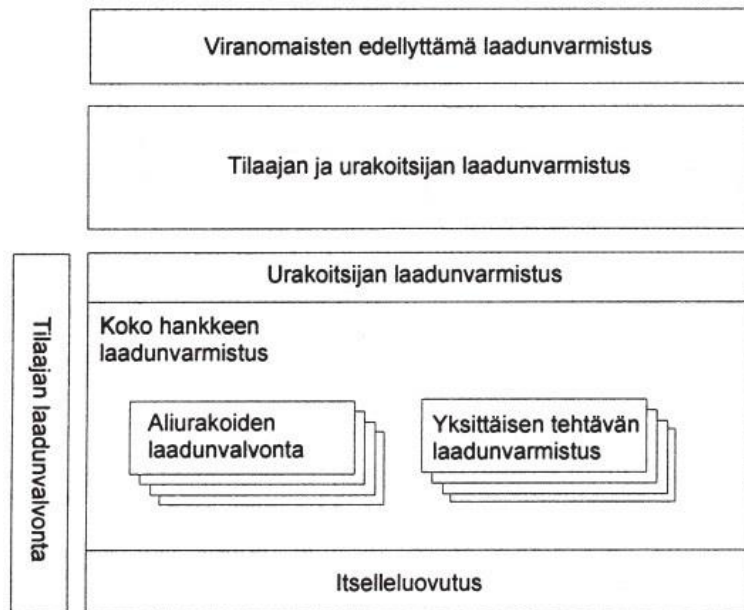 Viranomaisten edellyttämä laadunvarmistus
Tilaajan ja urakoitsijan laadunvarmistus
Tilaajan laadunvalvonta
Urakoitsijan laadunvarmistus
Koko hankkeen
laadunvarmistus
Aliurakoiden
laadunvalvonta
Yksittäisen tehtävän
laadunvarmistus
Itselleluovutus